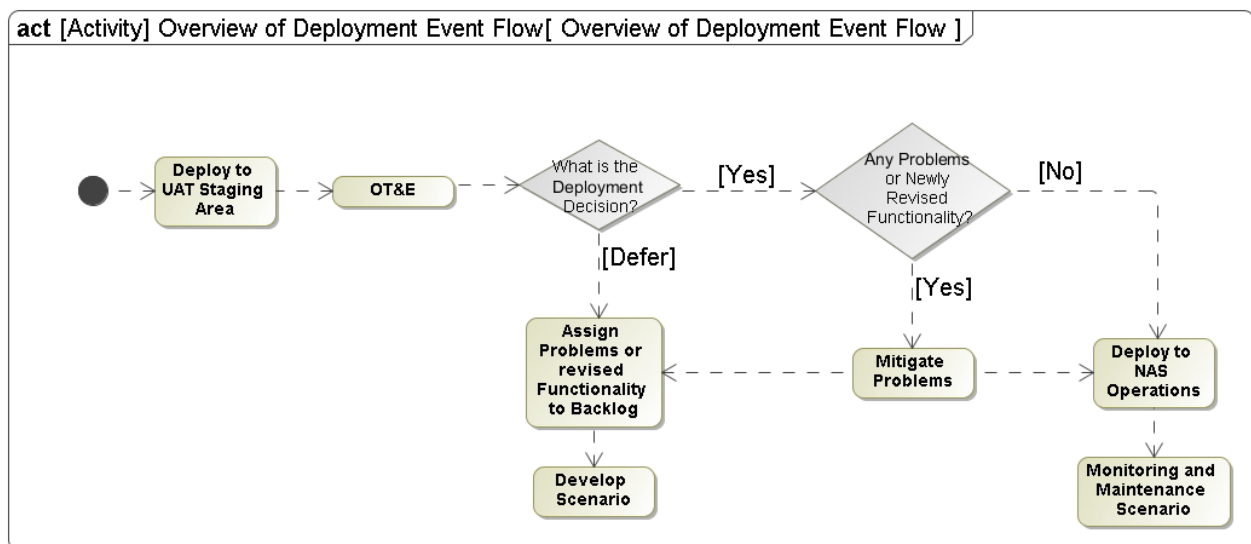 act [Activity] Overview of Deployment Event Flow[ Overview of Deployment Event Flow ]
Deploy to
UAT Staging
Area
OT&E
What is the
Deployment
Decision?
[Yes]
Any Problems
or Newly
Revised
Functionality?
[No]
[Defer]
[Yes]
Assign
Problems or
revised
Functionality
to Backlog
Mitigate
Problems
Deploy to
NAS
Operations
Develop
Scenario
Monitoring and
Maintenance
Scenario